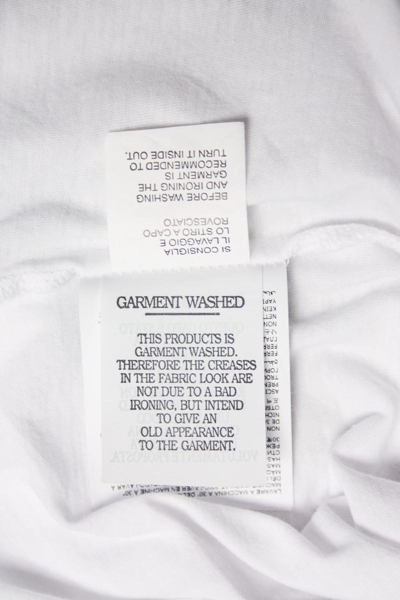 SI CONSIGLIA
IL LAVAGGIO E
LO STIRO A CAPO
ROVESCIATO
BEFORE WASHING
AND IRONING THE
GARMENT IS
RECOMMENDED TO
TURN IT INSIDE OUT.
GARMENT WASHED
THIS PRODUCTS IS
GARMENT WASHED.
THEREFORE THE CREASES
IN THE FABRIC LOOK ARE
NOT DUE TO A BAD
IRONING, BUT INTEND
TO GIVE AN
OLD APPEARANCE
TO THE GARMENT.